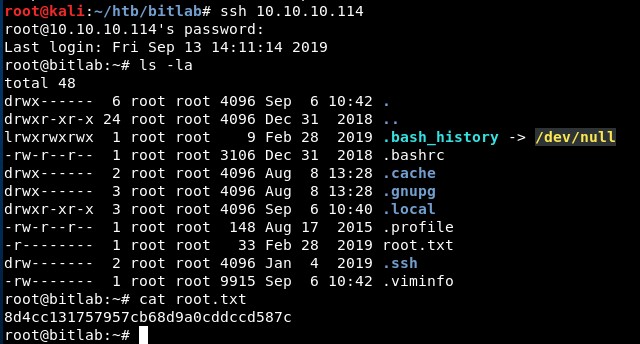 root@kali:~/htb/bitlab# ssh 10.10.10.114
root@10.10.10.114's password:
Last login: Fri Sep 13 14:11:14 2019
root@bitlab:~# ls -la
total 48
drwx------  6 root root 4096 Sep  6 10:42 .
drwxr-xr-x 24 root root 4096 Dec 31  2018 ..
lrwxrwxrwx  1 root root    9 Feb 28  2019 .bash_history -> /dev/null
-rw-r--r--  1 root root 3106 Dec 31  2018 .bashrc
drwx------  2 root root 4096 Aug  8 13:28 .cache
drwx------  3 root root 4096 Aug  8 13:28 .gnupg
drwxr-xr-x  3 root root 4096 Sep  6 10:40 .local
-rw-r--r--  1 root root  148 Aug 17  2015 .profile
-r--------  1 root root   33 Feb 28  2019 root.txt
drw-------  2 root root 4096 Jan  4  2019 .ssh
-rw-------  1 root root 9915 Sep  6 10:42 .viminfo
root@bitlab:~# cat root.txt
8d4cc131757957cb68d9a0cddccd587c
root@bitlab:~#